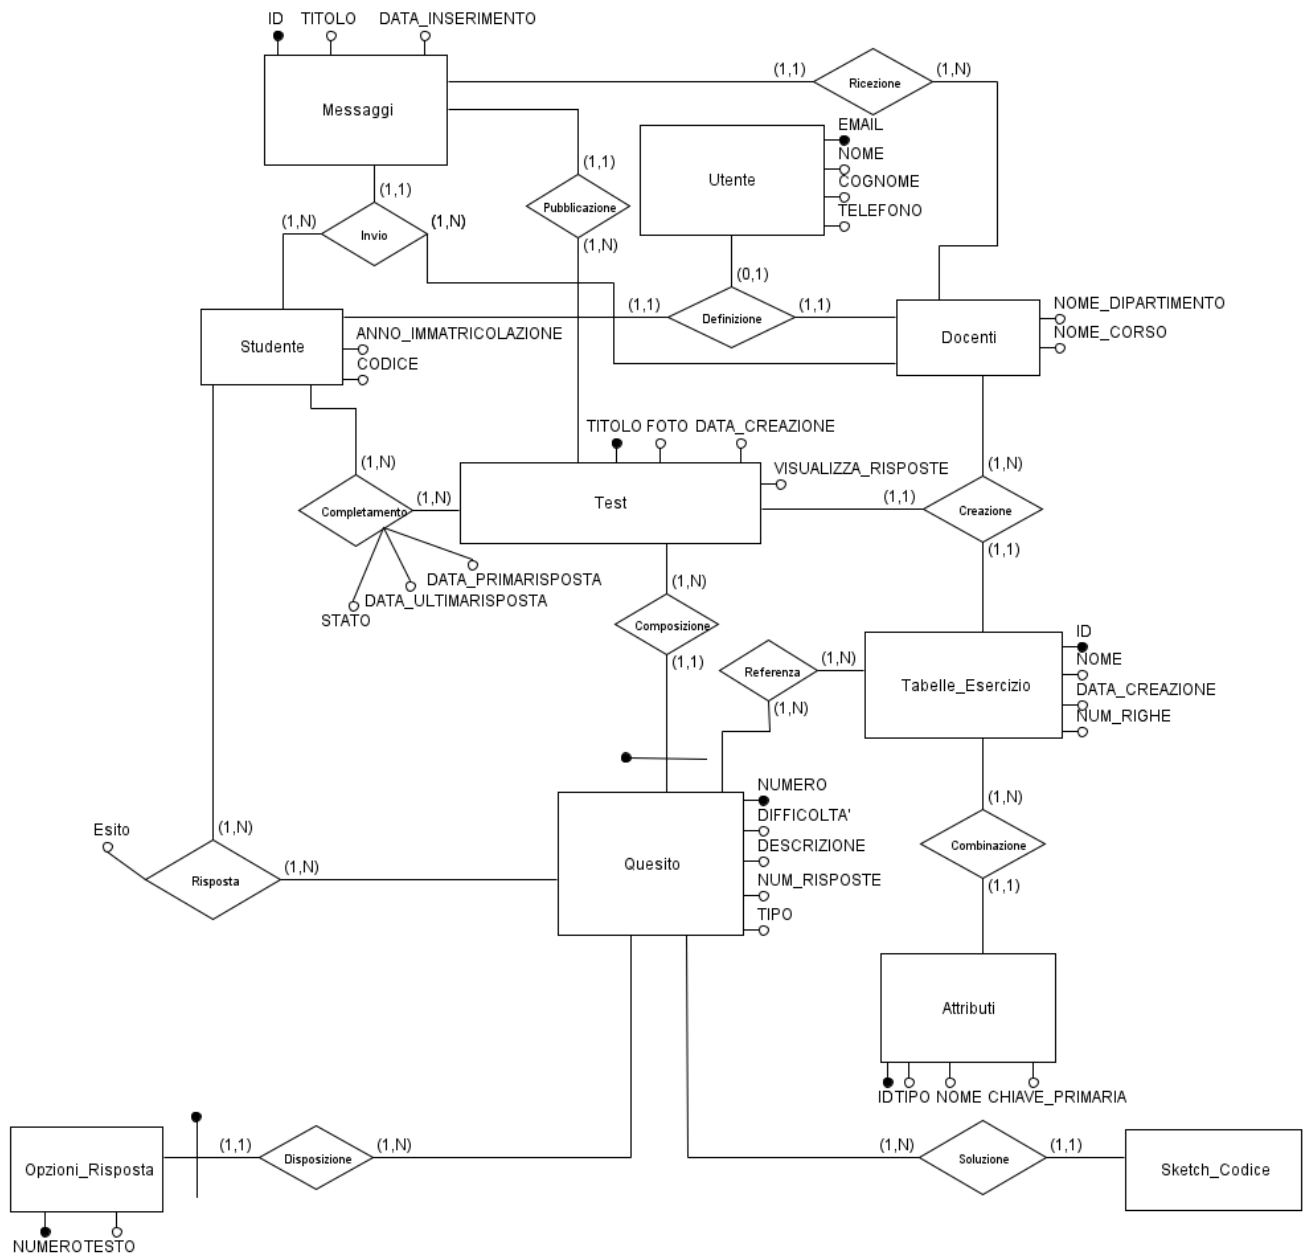 ID TITOLO DATA_INSERIMENTO
Messaggi
(1,1) Ricezione (1,N)
EMAIL
NOME
COGNOME
TELEFONO
Utente
(1,1)
Pubblicazione
(1,N)
(1,1)
(1,N) Invio (1,N)
(0,1)
(1,1) Definizione (1,1)
Studente
ANNO_IMMATRICOLAZIONE
CODICE
Docenti
NOME_DIPARTIMENTO
NOME_CORSO
TITOLO FOTO DATA_CREAZIONE
VISUALIZZA_RISPOSTE
Test
(1,N)
Completamento (1,N)
DATA_PRIMARISPOSTA
DATA_ULTIMARISPOSTA
STATO
(1,N)
(1,1) Creazione
(1,1)
(1,N)
Composizione
(1,1)
Referenza (1,N)
(1,N)
Tabelle_Esercizio
ID
NOME
DATA_CREAZIONE
NUM_RIGHE
NUMERO
DIFFICOLTA'
DESCRIZIONE
NUM_RISPOSTE
TIPO
Quesito
Esito
(1,N)
Risposta (1,N)
(1,N)
Combinazione
(1,1)
Attributi
IDTIPO NOME CHIAVE_PRIMARIA
Opzioni_Risposta
(1,1) Disposizione (1,N)
NUMEROTESTO
(1,N) Soluzione (1,1)
Sketch_Codice